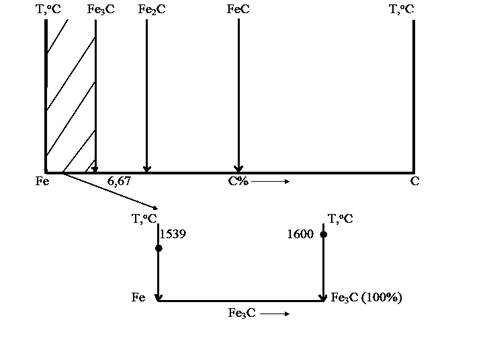 T,°C Fe₃C Fe₂C FeC T,°C
Fe 6,67 C% C
T,°C T,°C
1539 1600
Fe Fe₃C (100%)
Fe₃C